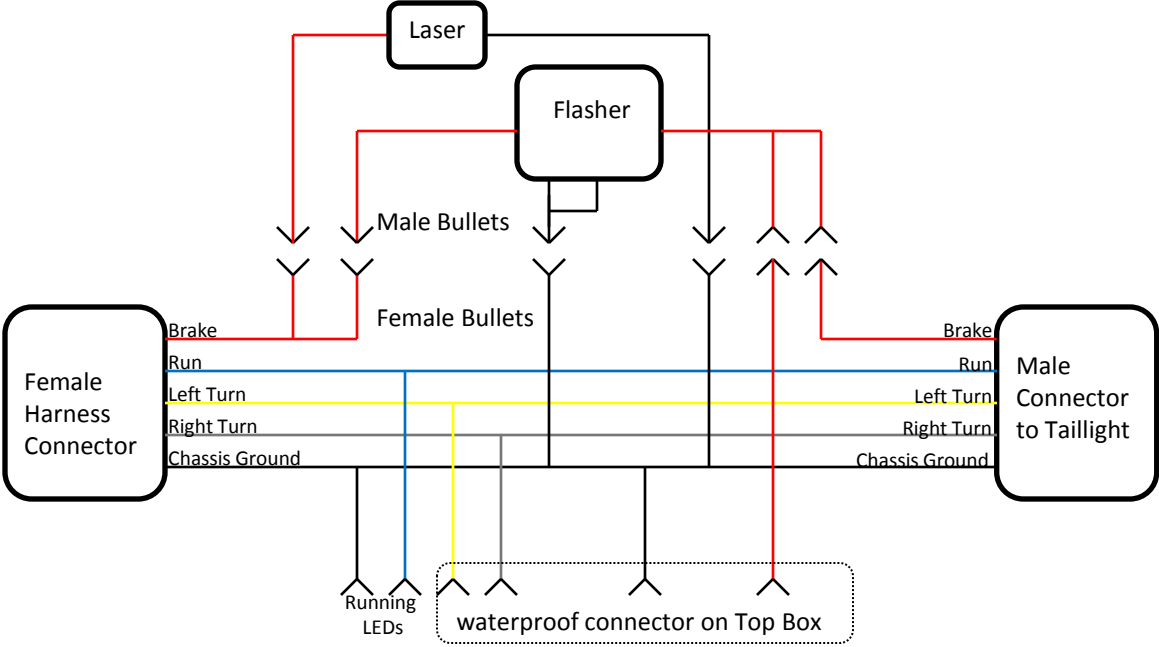 Laser
Flasher
Male Bullets
Female Bullets
Brake
Brake
Run
Run
Left Turn
Left Turn
Right Turn
Right Turn
Chassis Ground
Chassis Ground
Female
Harness
Connector
Male
Connector
to Taillight
Running
LEDs
waterproof connector on Top Box